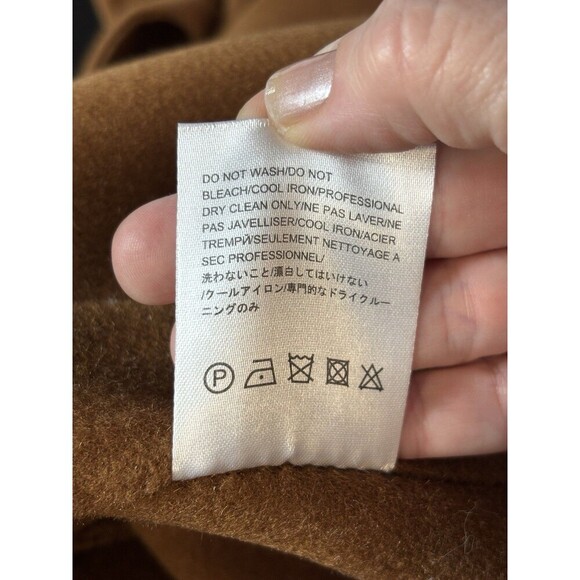 DO NOT WASH/DO NOT
BLEACH/COOL IRON/PROFESSIONAL
DRY CLEAN ONLY/NE PAS LAVER/NE
PAS JAVELLISER/COOL IRON/ACIER
TREMPЙ/SEULEMENT NETTOYAGE A
SEC PROFESSIONNEL/
洗わないこと/漂白してはいけない
/クールアイロン/専門的なドライクルー
ニングのみ
P